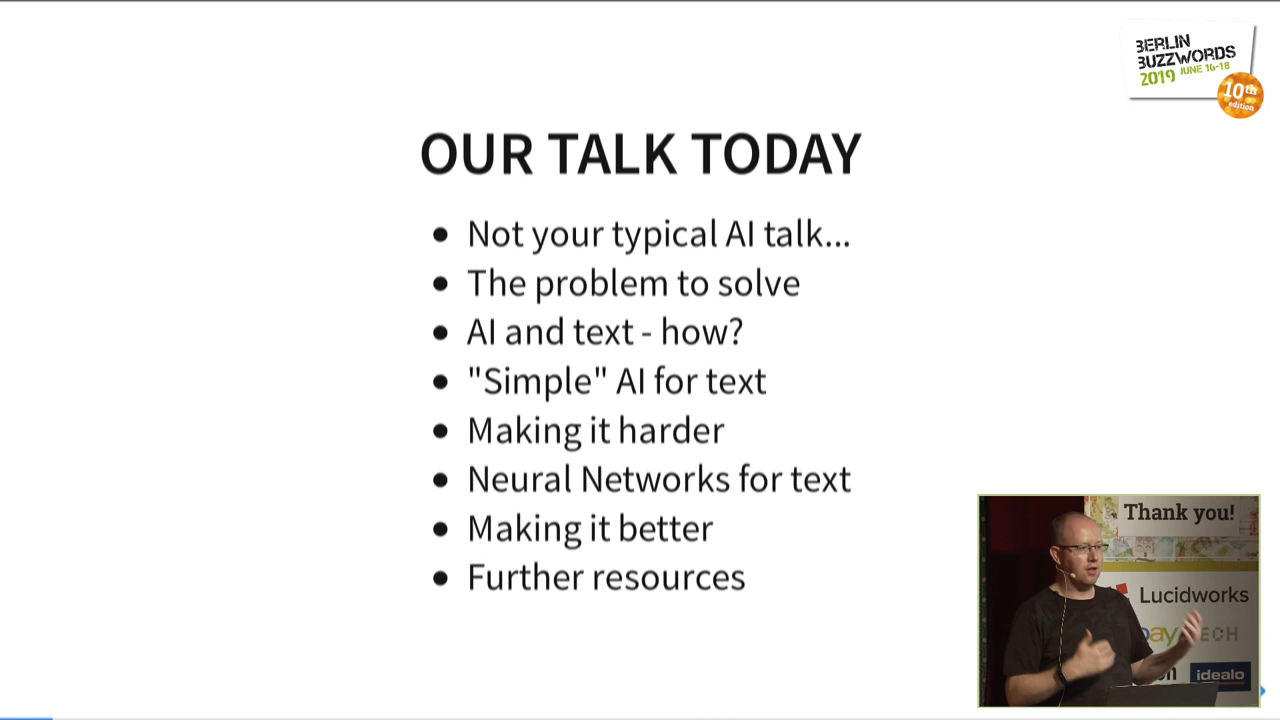 BERLIN
BUZZWORDS
2019 JUNE 16-18
10th
edition
OUR TALK TODAY
Not your typical AI talk...
The problem to solve
AI and text - how?
"Simple" AI for text
Making it harder
Neural Networks for text
Making it better
Further resources
Thank you!
Lucidworks
idealo